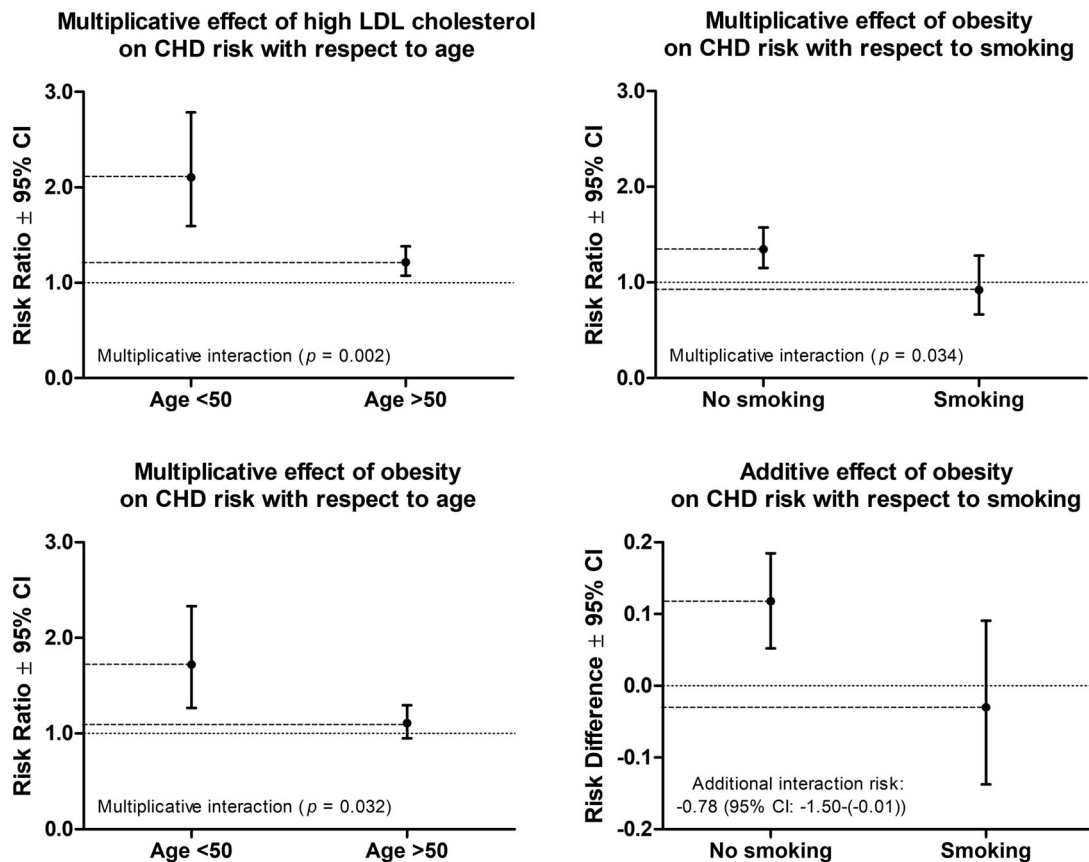 Multiplicative effect of high LDL cholesterol
on CHD risk with respect to age
Risk Ratio ± 95% CI
3.0
2.0
1.0
0.0
Multiplicative interaction (p = 0.002)
Age <50
Age >50
Multiplicative effect of obesity
on CHD risk with respect to smoking
Risk Ratio ± 95% CI
3.0
2.0
1.0
0.0
Multiplicative interaction (p = 0.034)
No smoking
Smoking
Multiplicative effect of obesity
on CHD risk with respect to age
Risk Ratio ± 95% CI
3.0
2.0
1.0
0.0
Multiplicative interaction (p = 0.032)
Age <50
Age >50
Additive effect of obesity
on CHD risk with respect to smoking
Risk Difference ± 95% CI
0.2
0.1
0.0
-0.1
-0.2
Additional interaction risk:
-0.78 (95% CI: -1.50-(-0.01))
No smoking
Smoking